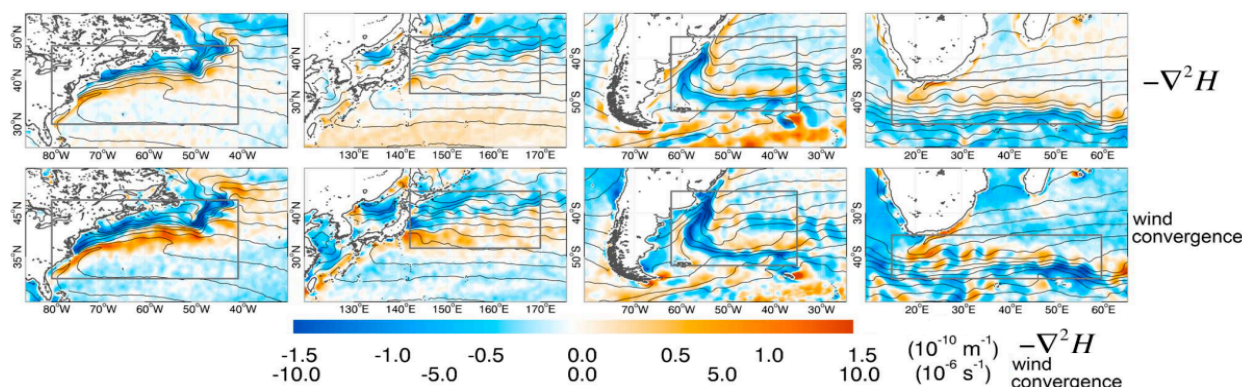 50°N
40°N
30°N
80°W 70°W 60°W 50°W 40°W
50°N
40°N
30°N
130°E 140°E 150°E 160°E 170°E
30°S
40°S
50°S
70°W 60°W 50°W 40°W 30°W
30°S
40°S
20°E 30°E 40°E 50°E 60°E
−∇²H
45°N
35°N
80°W 70°W 60°W 50°W 40°W
50°N
40°N
30°N
130°E 140°E 150°E 160°E 170°E
30°S
40°S
70°W 60°W 50°W 40°W 30°W
30°S
40°S
20°E 30°E 40°E 50°E 60°E
wind
convergence
-1.5 -1.0 -0.5 0.0 0.5 1.0 1.5 (10⁻¹⁰ m⁻¹) −∇²H
-10.0 -5.0 0.0 5.0 10.0 (10⁻⁶ s⁻¹) wind
convergence